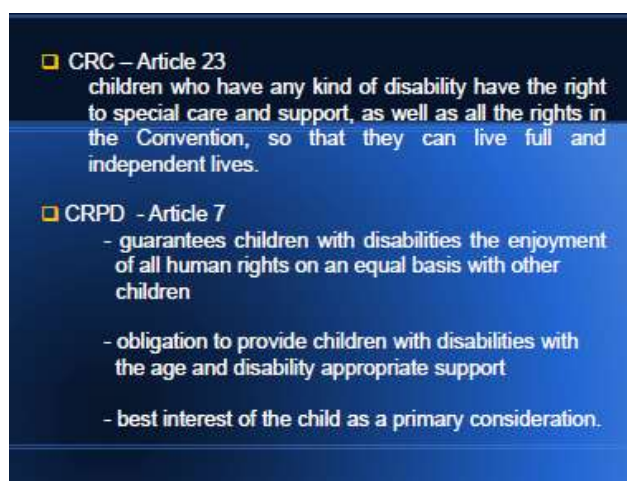 CRC – Article 23
children who have any kind of disability have the right
to special care and support, as well as all the rights in
the Convention, so that they can live full and
independent lives.
CRPD - Article 7
- guarantees children with disabilities the enjoyment
of all human rights on an equal basis with other
children
- obligation to provide children with disabilities with
the age and disability appropriate support
- best interest of the child as a primary consideration.